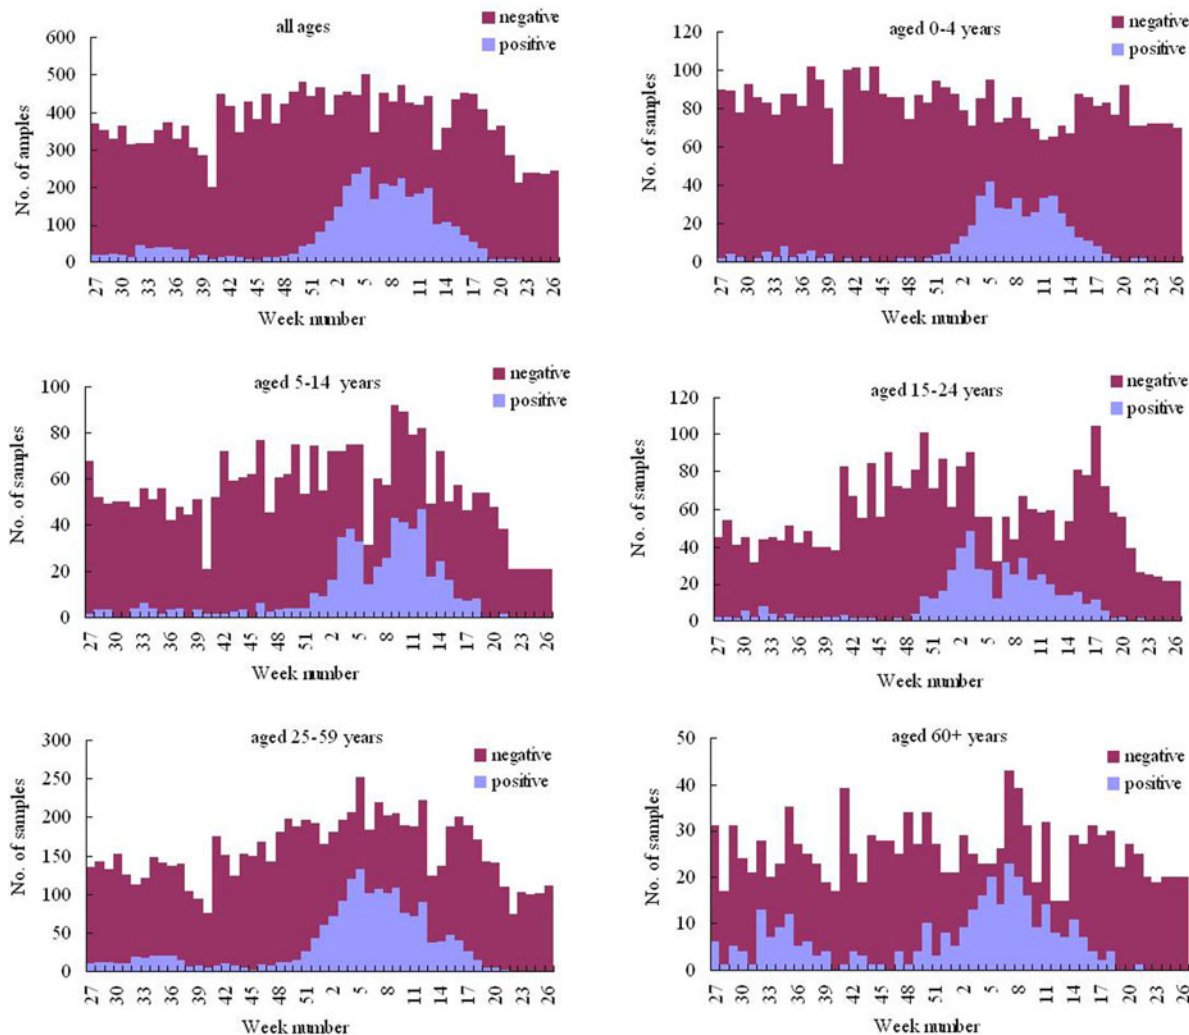 all ages
negative
positive
No. of amples
600
500
400
300
200
100
0
27 30 33 36 39 42 48 51 2 5 8 11 14 17 20 23 26
Week number
aged 0-4 years
negative
positive
No. of samples
120
100
80
60
40
20
0
27 30 33 36 39 42 45 48 51 2 5 8 11 14 17 20 23 26
Week number
aged 5-14 years
negative
positive
No. of samples
100
80
60
40
20
0
27 30 33 36 39 42 45 48 51 2 5 8 11 14 17 20 23 26
Week number
aged 15-24 years
negative
positive
No. of samples
120
100
80
60
40
20
0
27 30 33 36 39 42 45 48 51 2 5 8 11 14 17 20 23 26
Week number
aged 25-59 years
negative
positive
No. of samples
300
250
200
150
100
50
0
27 30 33 36 39 42 45 48 51 2 5 8 11 14 17 20 23 26
Week number
aged 60+ years
negative
positive
No. of samples
50
40
30
20
10
0
27 30 33 36 39 42 45 48 51 2 5 8 11 14 17 20 23 26
Week number